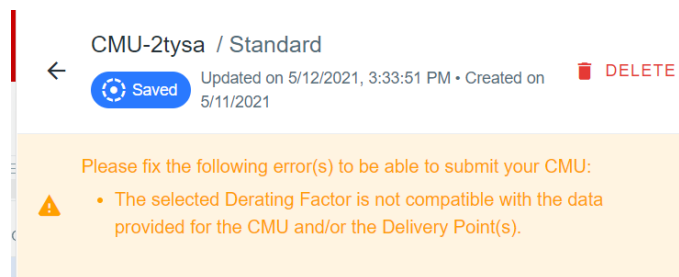 CMU-2tysa / Standard
DELETE
Saved
Updated on 5/12/2021, 3:33:51 PM • Created on
5/11/2021
Please fix the following error(s) to be able to submit your CMU:
• The selected Derating Factor is not compatible with the data
provided for the CMU and/or the Delivery Point(s).